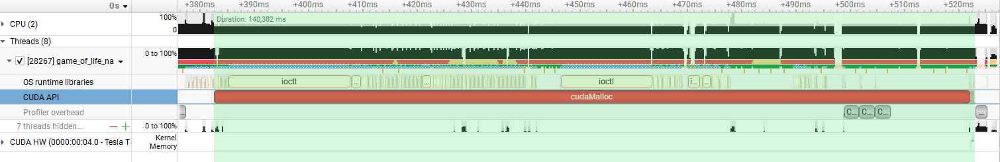 0s +380ms +390ms +400ms +410ms +420ms +430ms +440ms +450ms +460ms +470ms +480ms +490ms +500ms +510ms +520ms
CPU (2) 100%
0
Duration: 140,382 ms
Threads (8)
[28267] game_of_life_na 0 to 100%
OS runtime libraries ioctl ... ... ioctl i... ...
CUDA API cudaMalloc
Profiler overhead ... C... C... C... ...
7 threads hidden... 0 to 100%
CUDA HW (0000:00:04.0 - Tesla T Kernel
Memory